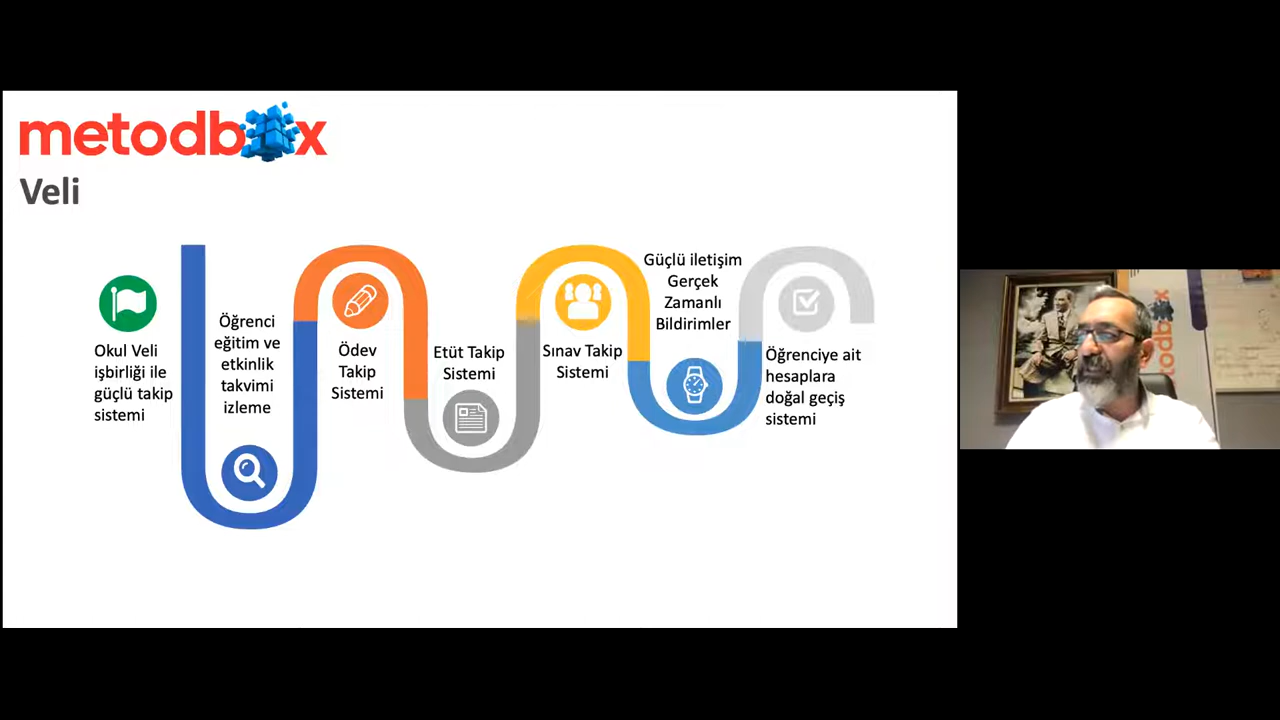 metodbox
Veli
Okul Veli
işbirliği ile
güçlü takip
sistemi
Öğrenci
eğitim ve
etkinlik
takvimi
izleme
Ödev
Takip
Sistemi
Etüt Takip
Sistemi
Sınav Takip
Sistemi
Güçlü iletişim
Gerçek
Zamanlı
Bildirimler
Öğrenciye ait
hesaplara
doğal geçiş
sistemi